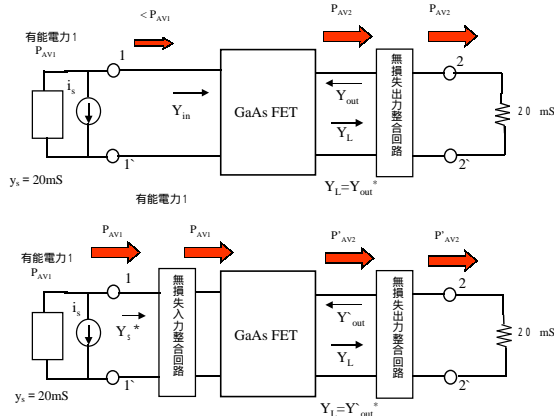 < P_AV1
P_AV2
P_AV2
有能電力1
P_AV1
1
2
i_s
Y_in
GaAs FET
Y_out
Y_L
無損失出力整合回路
20 mS
1`
2`
y_s = 20mS
Y_L=Y_out*
有能電力1
P_AV1
P_AV1
P'_AV2
P'_AV2
有能電力1
P_AV1
1
2
i_s
Y_s*
無損失入力整合回路
GaAs FET
Y`_out
Y_L
無損失出力整合回路
20 mS
1`
2`
y_s = 20mS
Y_L=Y`_out*